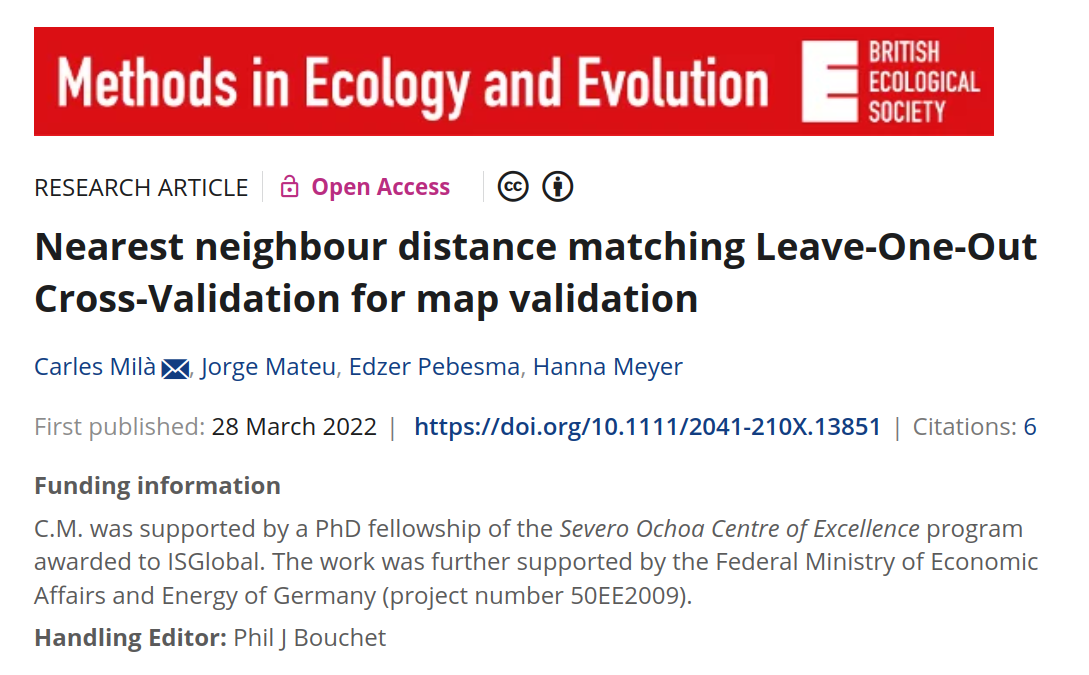 Methods in Ecology and Evolution
BRITISH
ECOLOGICAL
SOCIETY
RESEARCH ARTICLE
Open Access
cc
Nearest neighbour distance matching Leave-One-Out
Cross-Validation for map validation
Carles Milà, Jorge Mateu, Edzer Pebesma, Hanna Meyer
First published: 28 March 2022 | https://doi.org/10.1111/2041-210X.13851 | Citations: 6
Funding information
C.M. was supported by a PhD fellowship of the Severo Ochoa Centre of Excellence program
awarded to ISGlobal. The work was further supported by the Federal Ministry of Economic
Affairs and Energy of Germany (project number 50EE2009).
Handling Editor: Phil J Bouchet